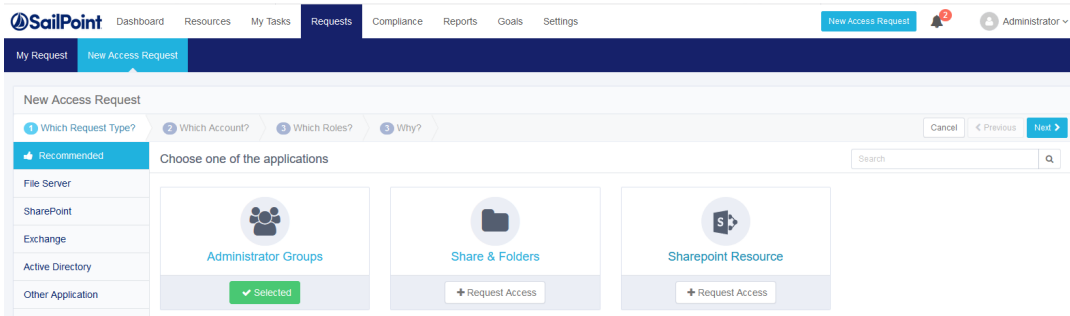 SailPoint Dashboard Resources My Tasks Requests Compliance Reports Goals Settings New Access Request 2 Administrator
My Request New Access Request
New Access Request
1 Which Request Type? 2 Which Account? 3 Which Roles? 3 Why? Cancel Previous Next
Recommended
Choose one of the applications
Search
File Server
SharePoint
Exchange
Active Directory
Other Application
Administrator Groups
Selected
Share & Folders
+ Request Access
S
Sharepoint Resource
+ Request Access